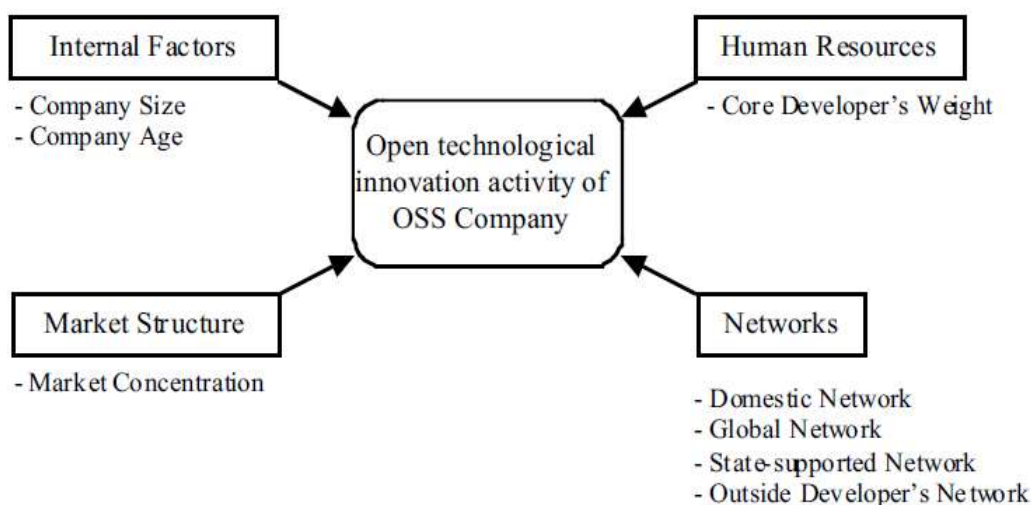 Internal Factors
- Company Size
- Company Age
Human Resources
- Core Developer's Weight
Open technological
innovation activity of
OSS Company
Market Structure
- Market Concentration
Networks
- Domestic Network
- Global Network
- State-supported Network
- Outside Developer's Network